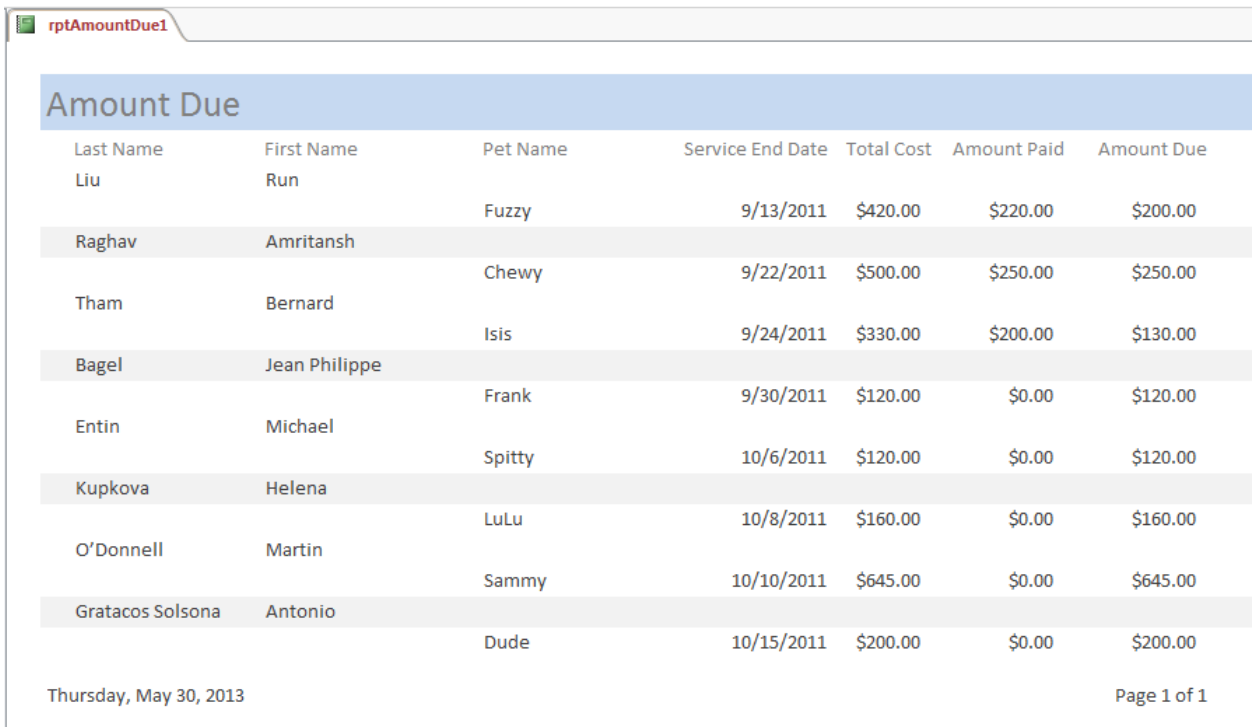 rptAmountDue1
Amount Due
Last Name First Name Pet Name Service End Date Total Cost Amount Paid Amount Due
Liu Run
Fuzzy 9/13/2011 $420.00 $220.00 $200.00
Raghav Amritansh
Chewy 9/22/2011 $500.00 $250.00 $250.00
Tham Bernard
Isis 9/24/2011 $330.00 $200.00 $130.00
Bagel Jean Philippe
Frank 9/30/2011 $120.00 $0.00 $120.00
Entin Michael
Spitty 10/6/2011 $120.00 $0.00 $120.00
Kupkova Helena
LuLu 10/8/2011 $160.00 $0.00 $160.00
O’Donnell Martin
Sammy 10/10/2011 $645.00 $0.00 $645.00
Gratacos Solsona Antonio
Dude 10/15/2011 $200.00 $0.00 $200.00
Thursday, May 30, 2013 Page 1 of 1